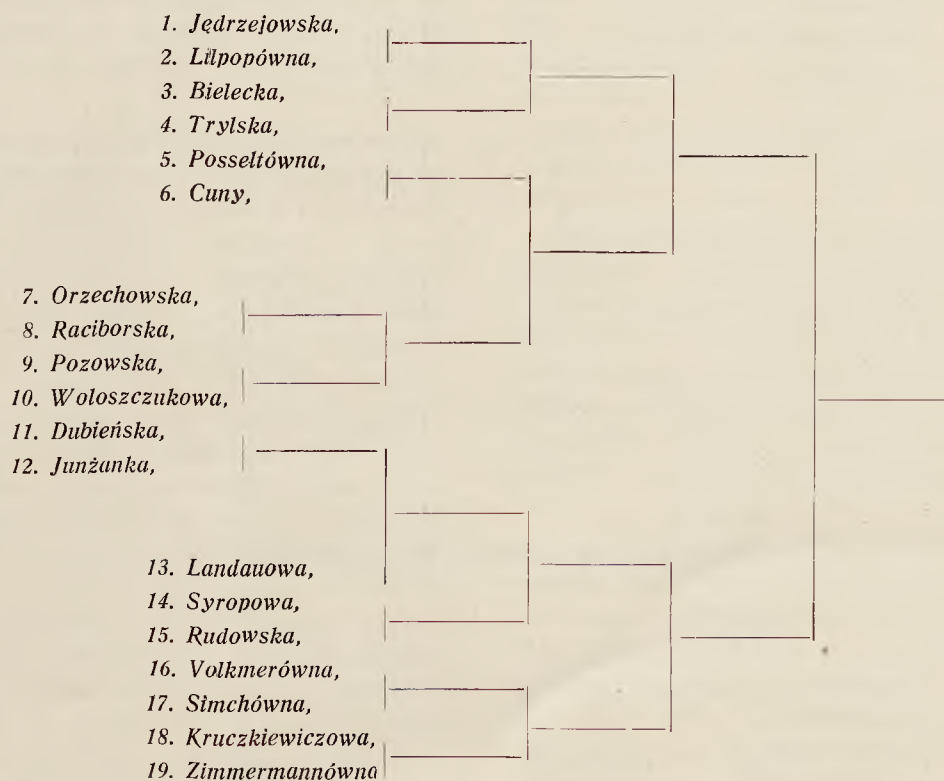 1. Jędrzejowska,
2. Lilpopówna,
3. Bielecka,
4. Trylska,
5. Posseltówna,
6. Cuny,
7. Orzechowska,
8. Raciborska,
9. Pozowska,
10. Woloszczukowa,
11. Dubieńska,
12. Junżanka,
13. Landauowa,
14. Syropowa,
15. Rudowska,
16. Volkmerówna,
17. Simchówna,
18. Kruczkiewiczowa,
19. Zimmermannówna